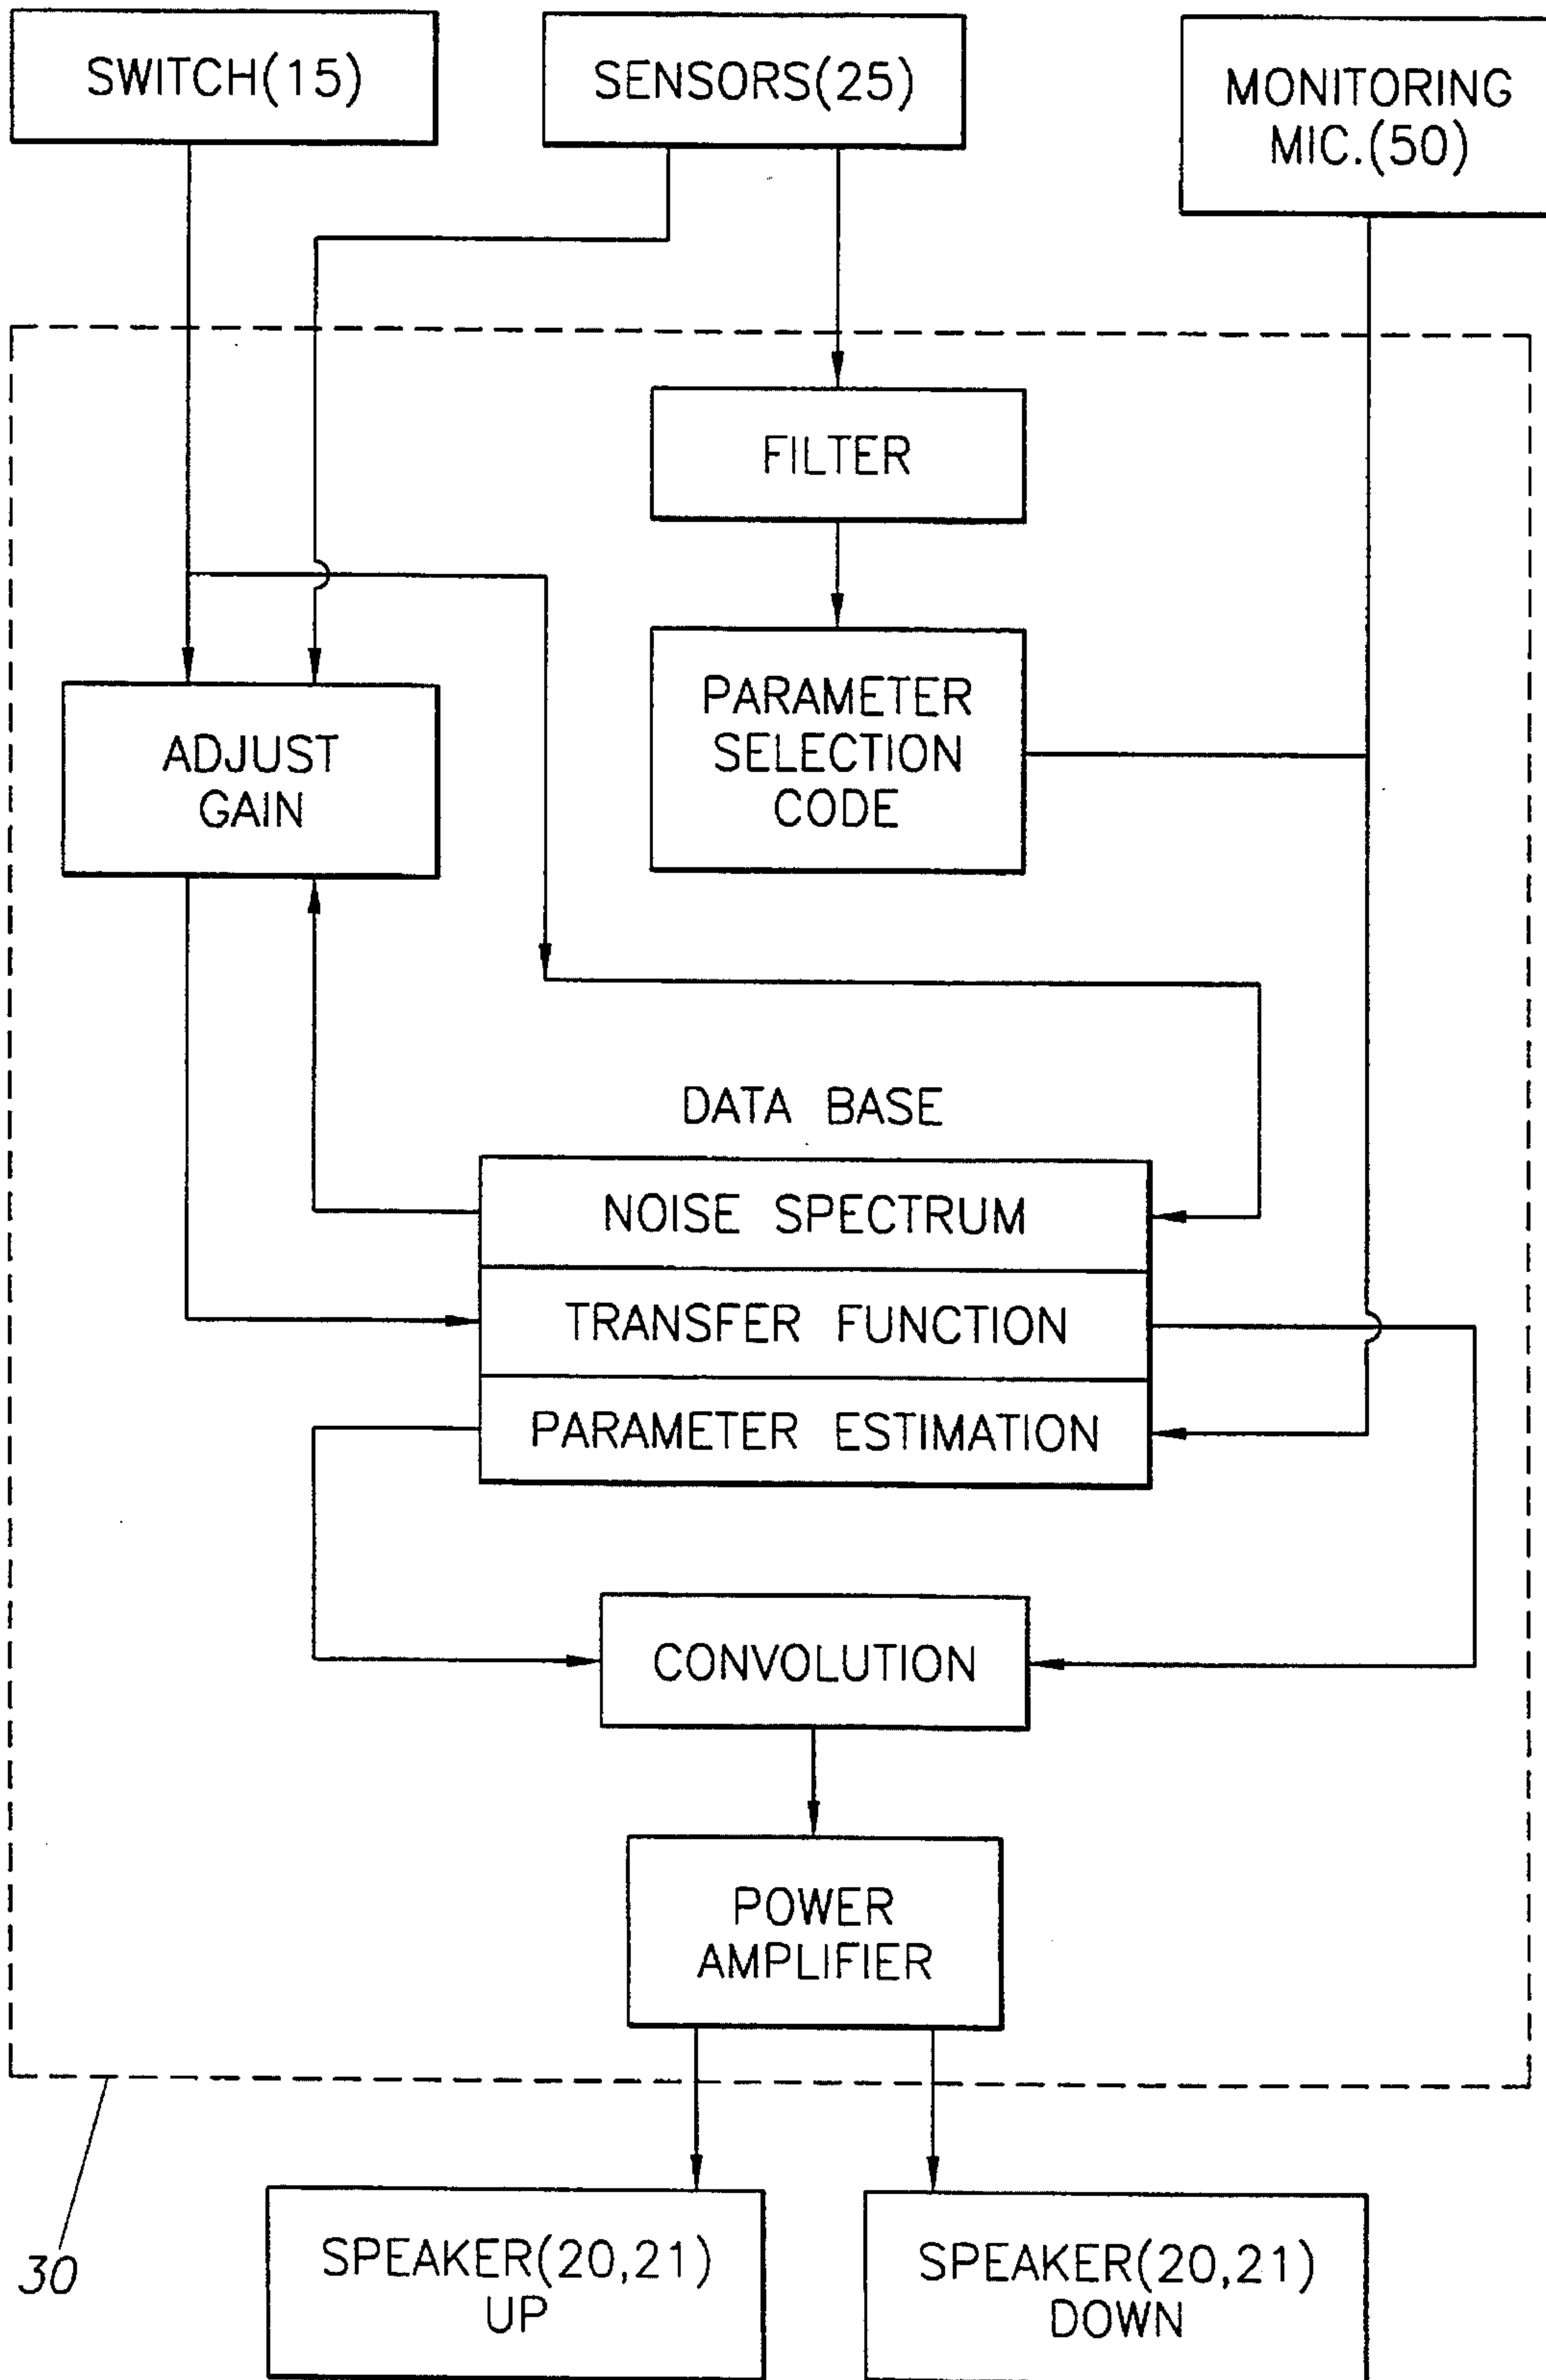 SWITCH(15)
SENSORS(25)
MONITORING
MIC.(50)
FILTER
PARAMETER
SELECTION
CODE
ADJUST
GAIN
DATA BASE
NOISE SPECTRUM
TRANSFER FUNCTION
PARAMETER ESTIMATION
CONVOLUTION
POWER
AMPLIFIER
30
SPEAKER(20,21)
UP
SPEAKER(20,21)
DOWN